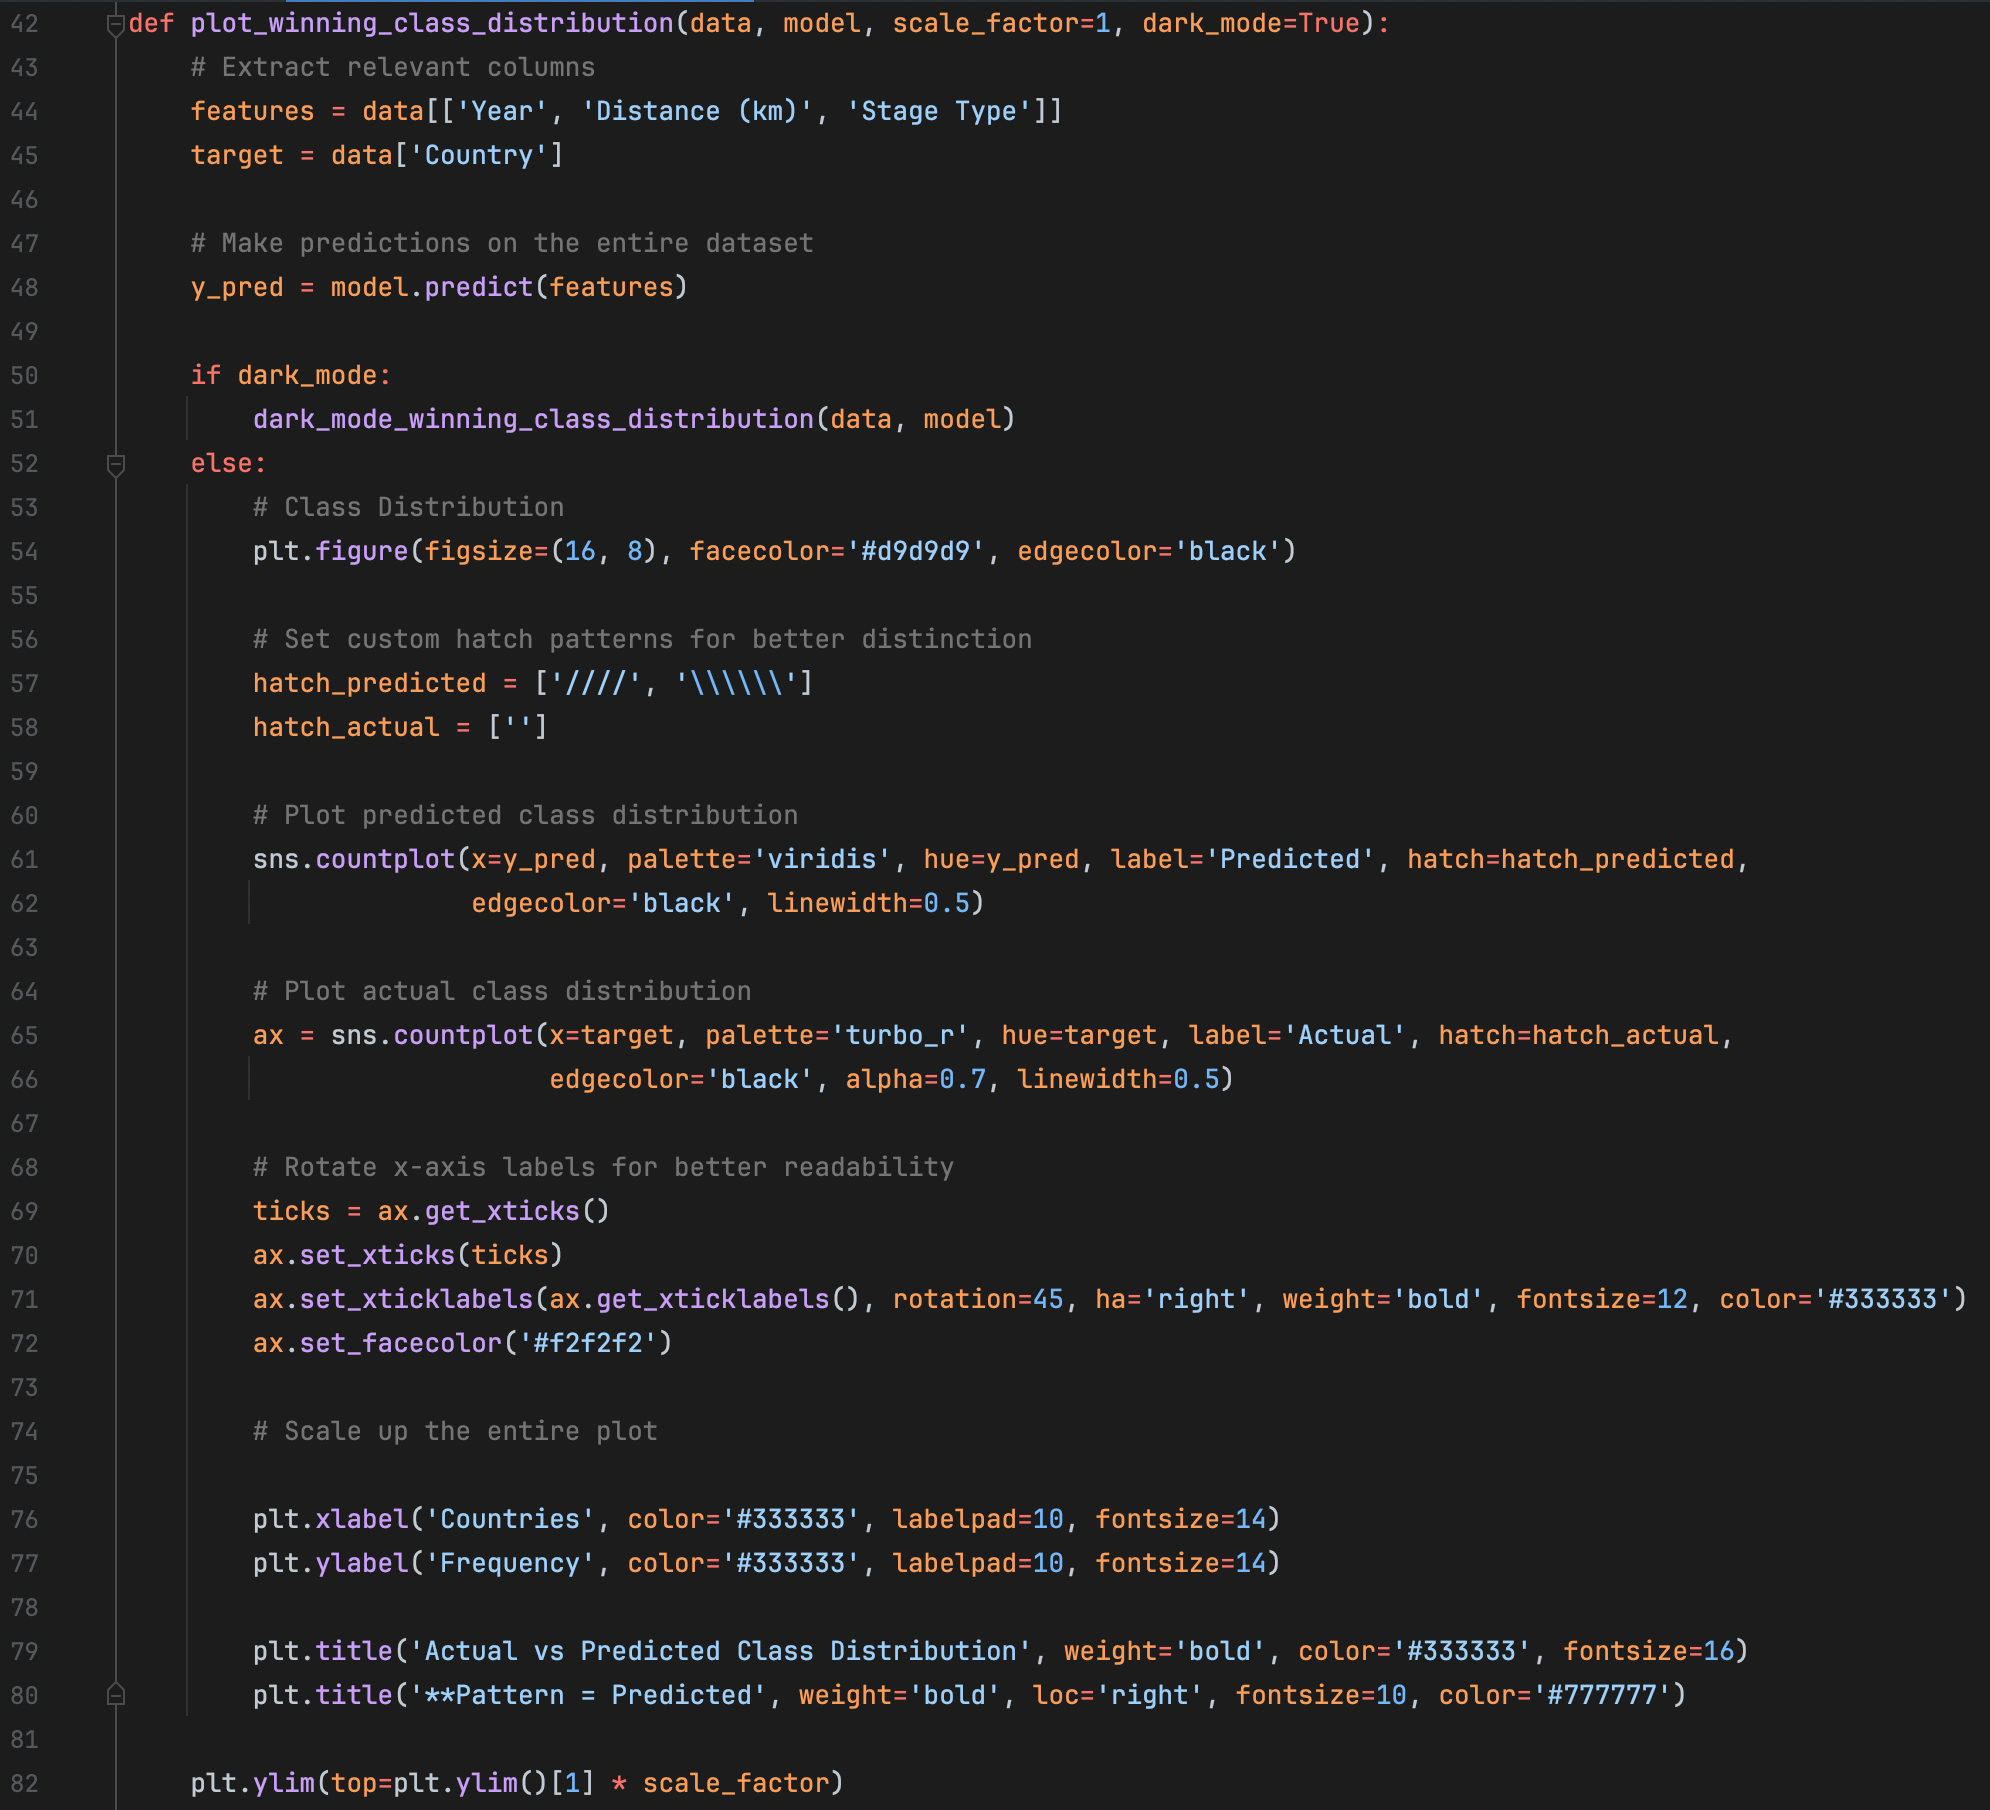 42 def plot_winning_class_distribution(data, model, scale_factor=1, dark_mode=True):
43     # Extract relevant columns
44     features = data[['Year', 'Distance (km)', 'Stage Type']]
45     target = data['Country']
46
47     # Make predictions on the entire dataset
48     y_pred = model.predict(features)
49
50     if dark_mode:
51         dark_mode_winning_class_distribution(data, model)
52     else:
53         # Class Distribution
54         plt.figure(figsize=(16, 8), facecolor='#d9d9d9', edgecolor='black')
55
56         # Set custom hatch patterns for better distinction
57         hatch_predicted = ['////', '\\\\\\']
58         hatch_actual = ['']
59
60         # Plot predicted class distribution
61         sns.countplot(x=y_pred, palette='viridis', hue=y_pred, label='Predicted', hatch=hatch_predicted,
62                       edgecolor='black', linewidth=0.5)
63
64         # Plot actual class distribution
65         ax = sns.countplot(x=target, palette='turbo_r', hue=target, label='Actual', hatch=hatch_actual,
66                            edgecolor='black', alpha=0.7, linewidth=0.5)
67
68         # Rotate x-axis labels for better readability
69         ticks = ax.get_xticks()
70         ax.set_xticks(ticks)
71         ax.set_xticklabels(ax.get_xticklabels(), rotation=45, ha='right', weight='bold', fontsize=12, color='#333333')
72         ax.set_facecolor('#f2f2f2')
73
74         # Scale up the entire plot
75
76         plt.xlabel('Countries', color='#333333', labelpad=10, fontsize=14)
77         plt.ylabel('Frequency', color='#333333', labelpad=10, fontsize=14)
78
79         plt.title('Actual vs Predicted Class Distribution', weight='bold', color='#333333', fontsize=16)
80         plt.title('**Pattern = Predicted', weight='bold', loc='right', fontsize=10, color='#777777')
81
82     plt.ylim(top=plt.ylim()[1] * scale_factor)